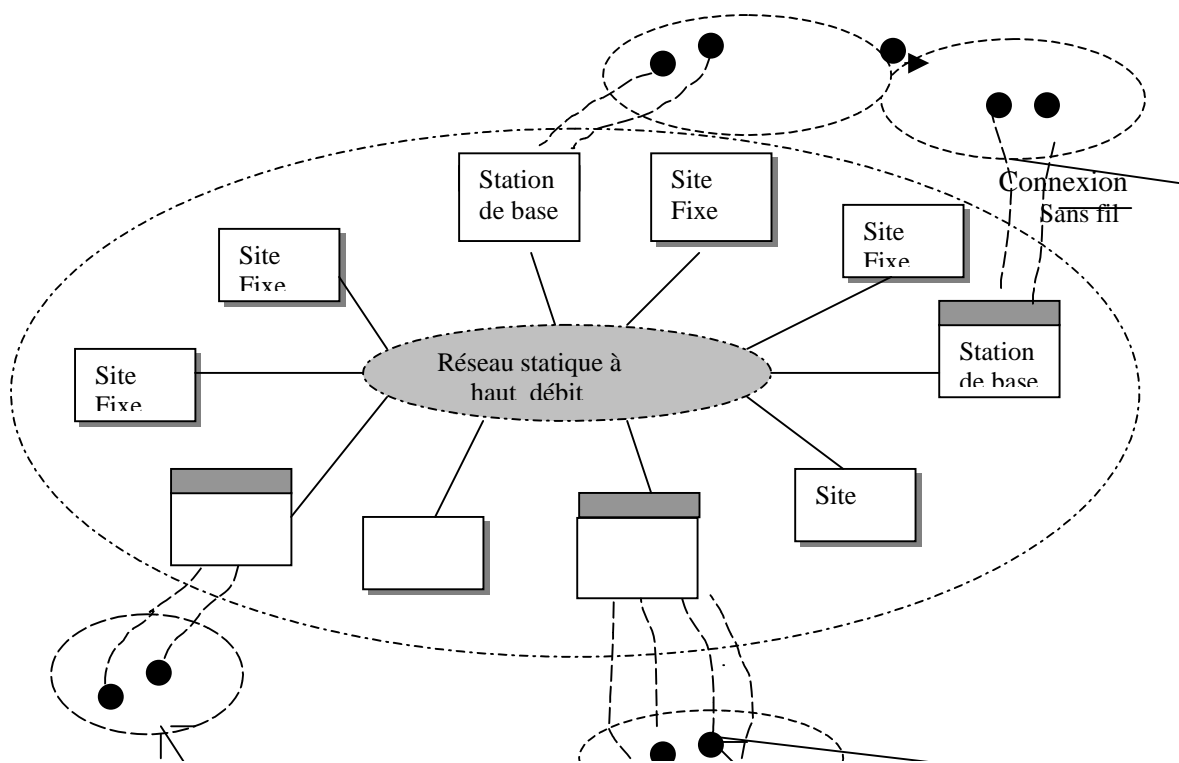 Station
de base
Site
Fixe
Connexion
Sans fil
Site
Fixe
Site
Fixe
Station
de base
Réseau statique à
haut débit
Site
Fixe
Site